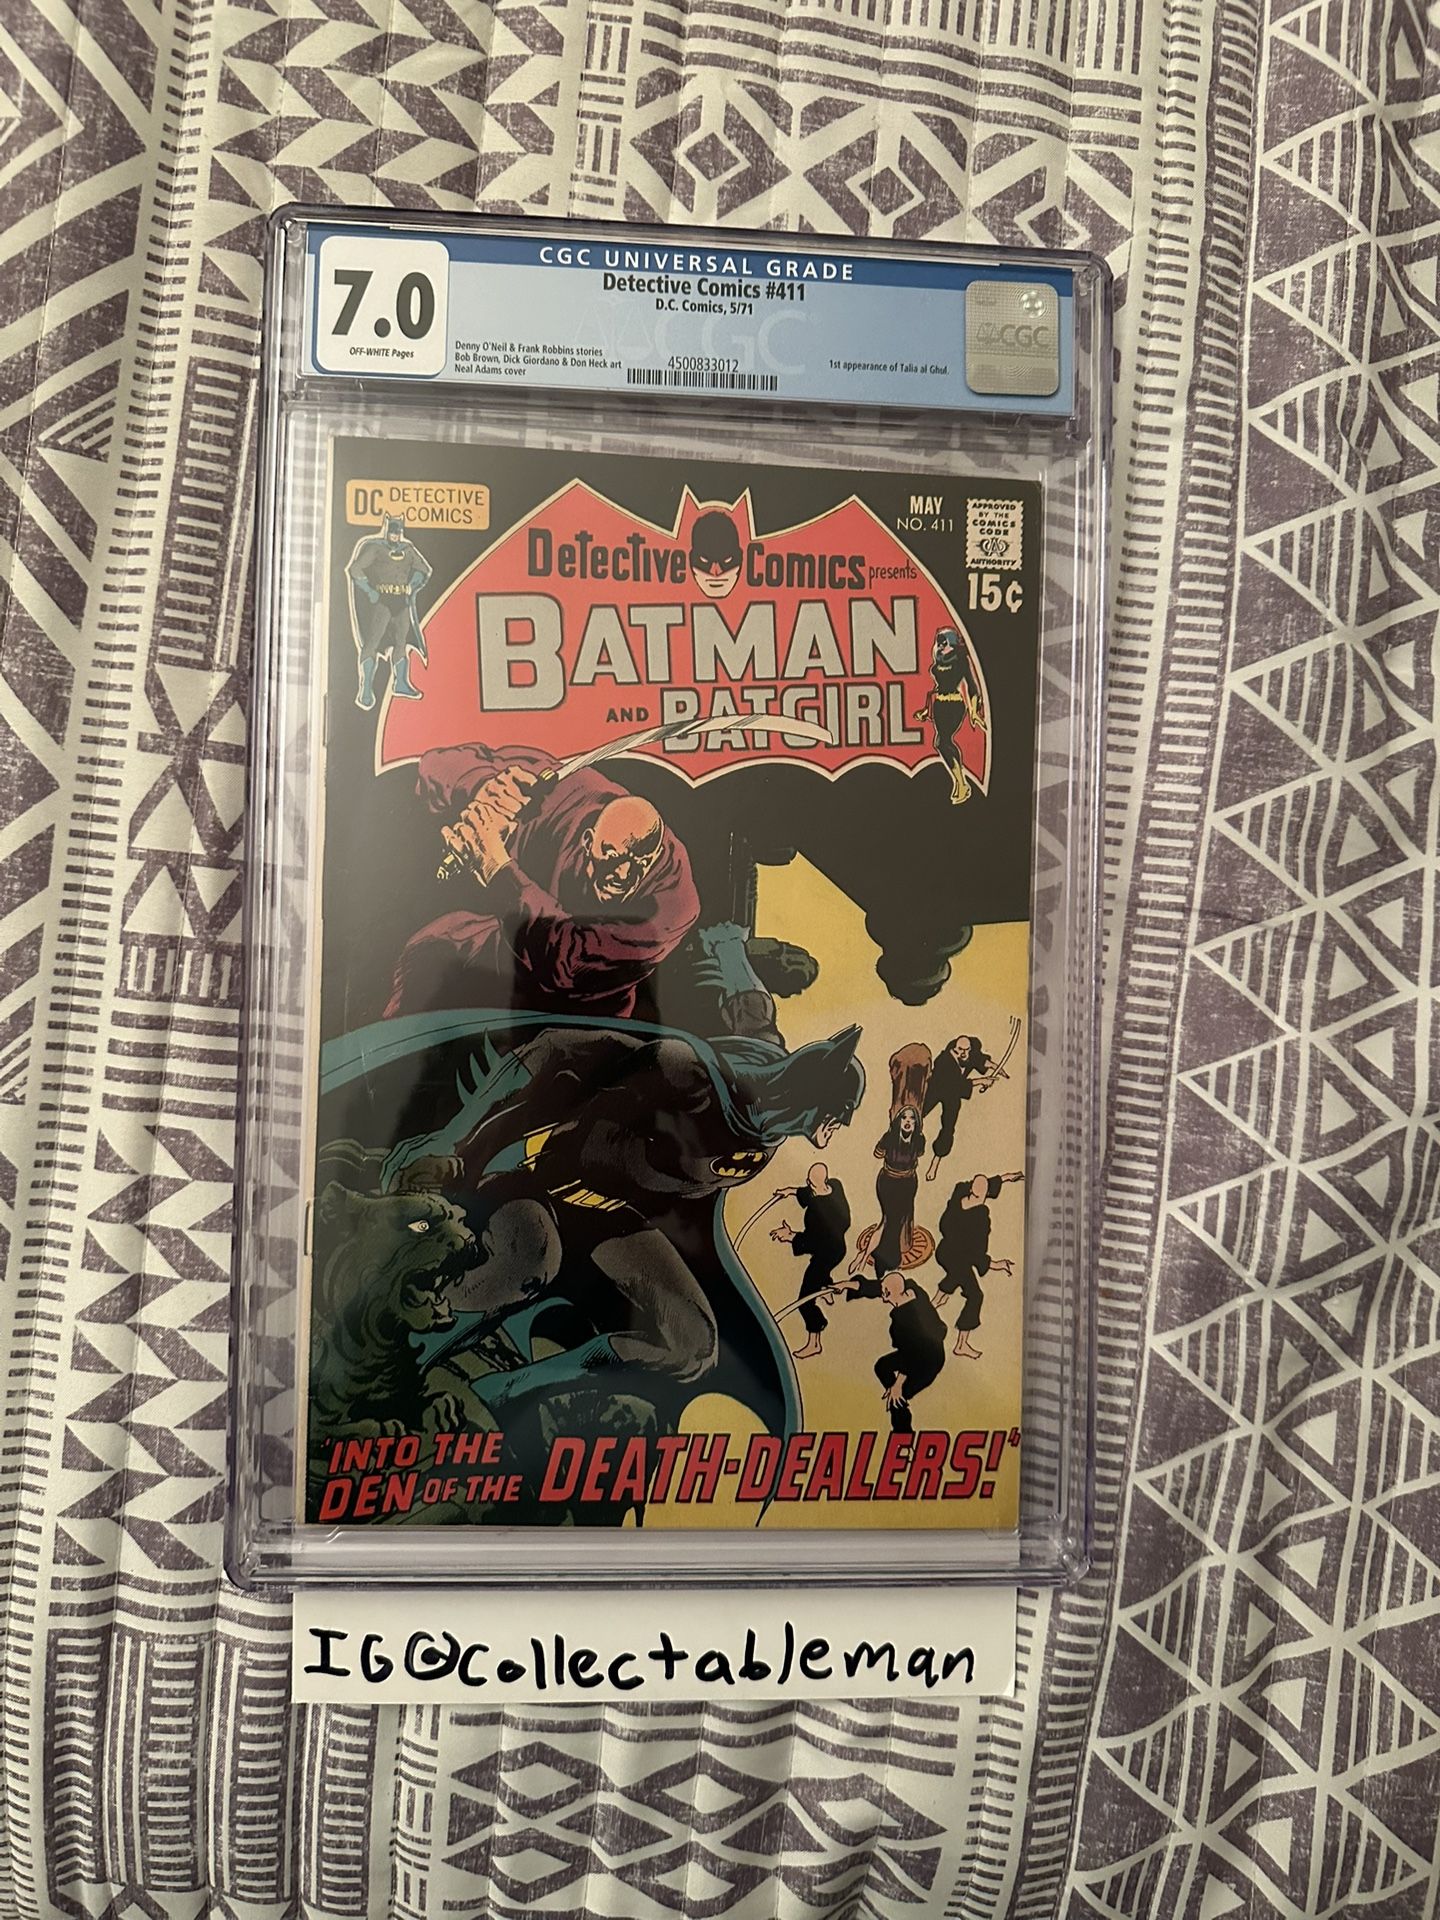 CGC UNIVERSAL GRADE
7.0
OFF-WHITE Pages
Detective Comics #411
D.C. Comics, 5/71
Denny O'Neil & Frank Robbins stories
Bob Brown, Dick Giordano & Don Heck art
Neal Adams cover
4500833012
1st appearance of Talia al Ghul.
CGC
CGC
DC DETECTIVE
COMICS
MAY
NO. 411
APPROVED
BY THE
COMICS
CODE
CA
AUTHORITY
15¢
Detective Comics presents
BATMAN
AND BATGIRL
"INTO THE
DEN OF THE DEATH-DEALERS!"
IG@collectableman